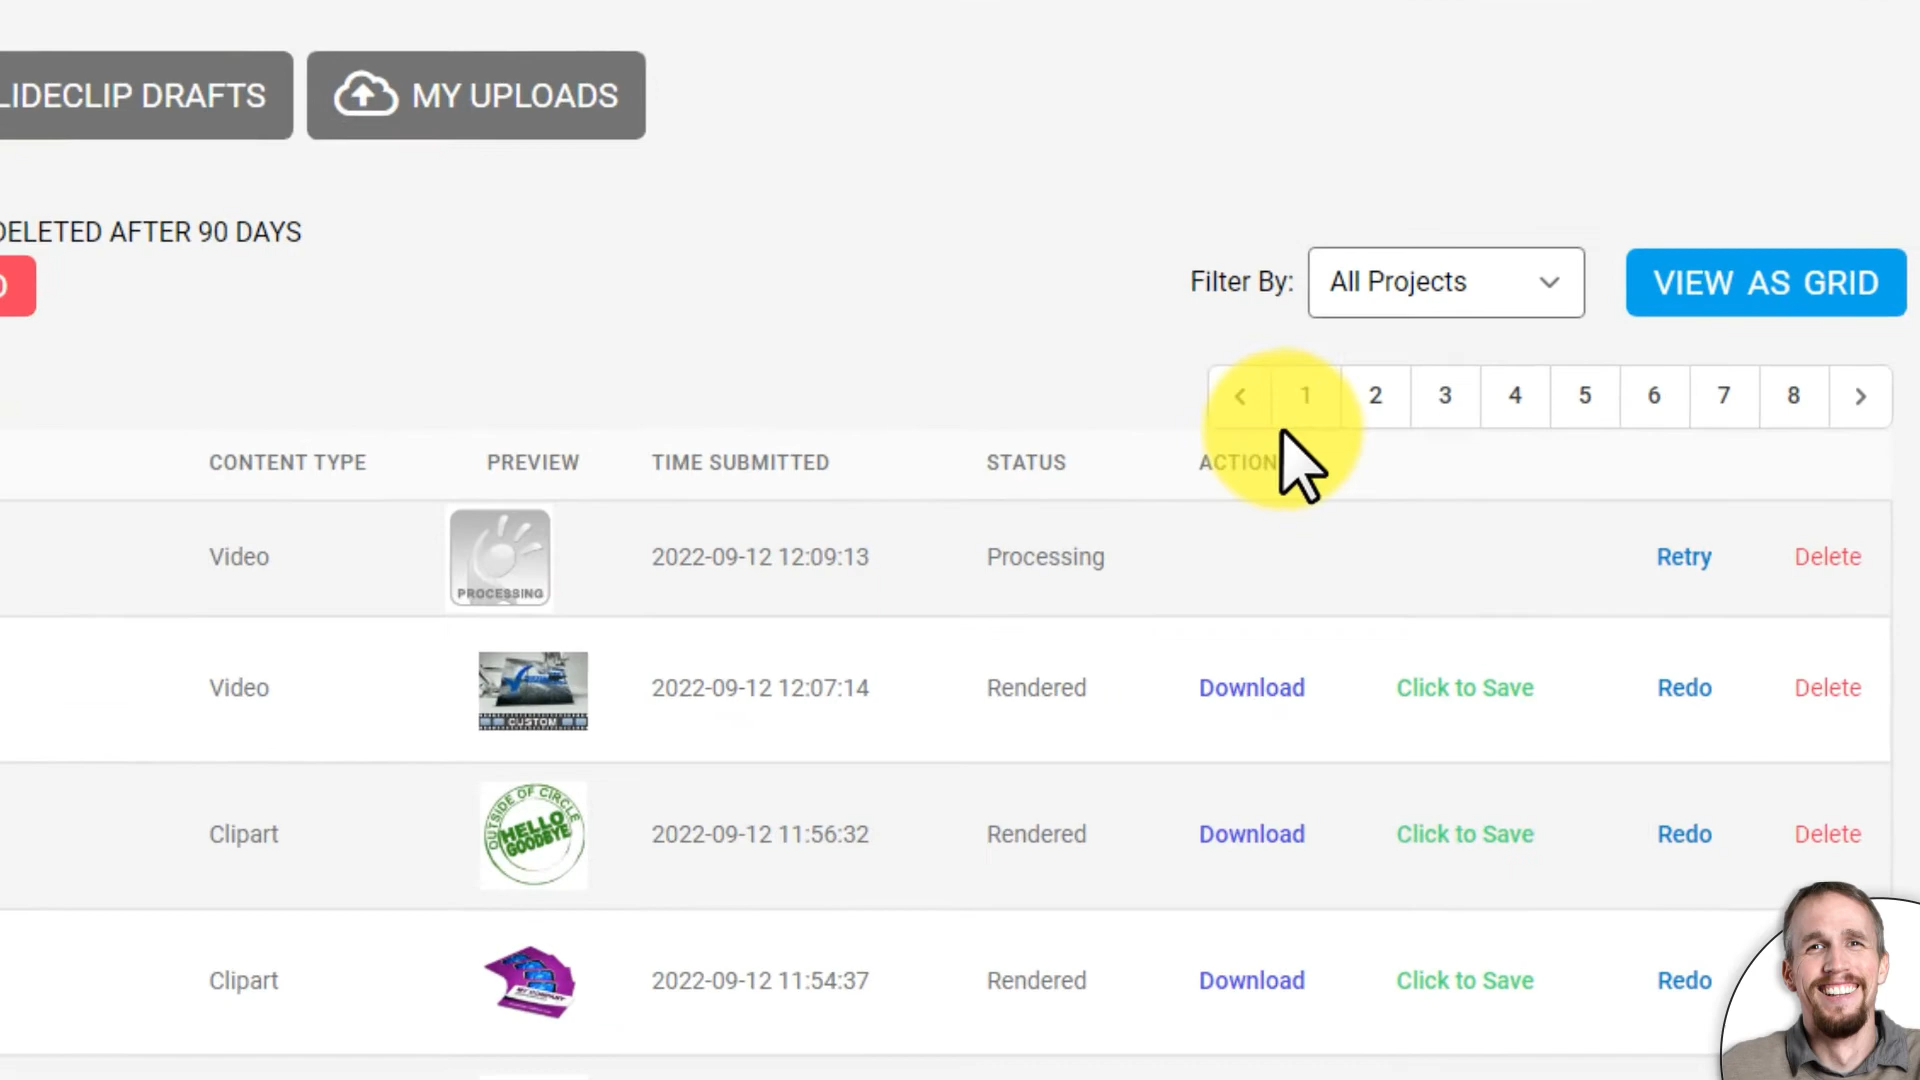 LIDECLIP DRAFTS
MY UPLOADS
DELETED AFTER 90 DAYS
Filter By:
All Projects
VIEW AS GRID
1 2 3 4 5 6 7 8
CONTENT TYPE PREVIEW TIME SUBMITTED STATUS ACTION
Video PROCESSING 2022-09-12 12:09:13 Processing Retry Delete
Video CUSTOM 2022-09-12 12:07:14 Rendered Download Click to Save Redo Delete
Clipart OUTSIDE OF CIRCLE HELLO GOODBYE 2022-09-12 11:56:32 Rendered Download Click to Save Redo Delete
Clipart MY COMPANY 2022-09-12 11:54:37 Rendered Download Click to Save Redo